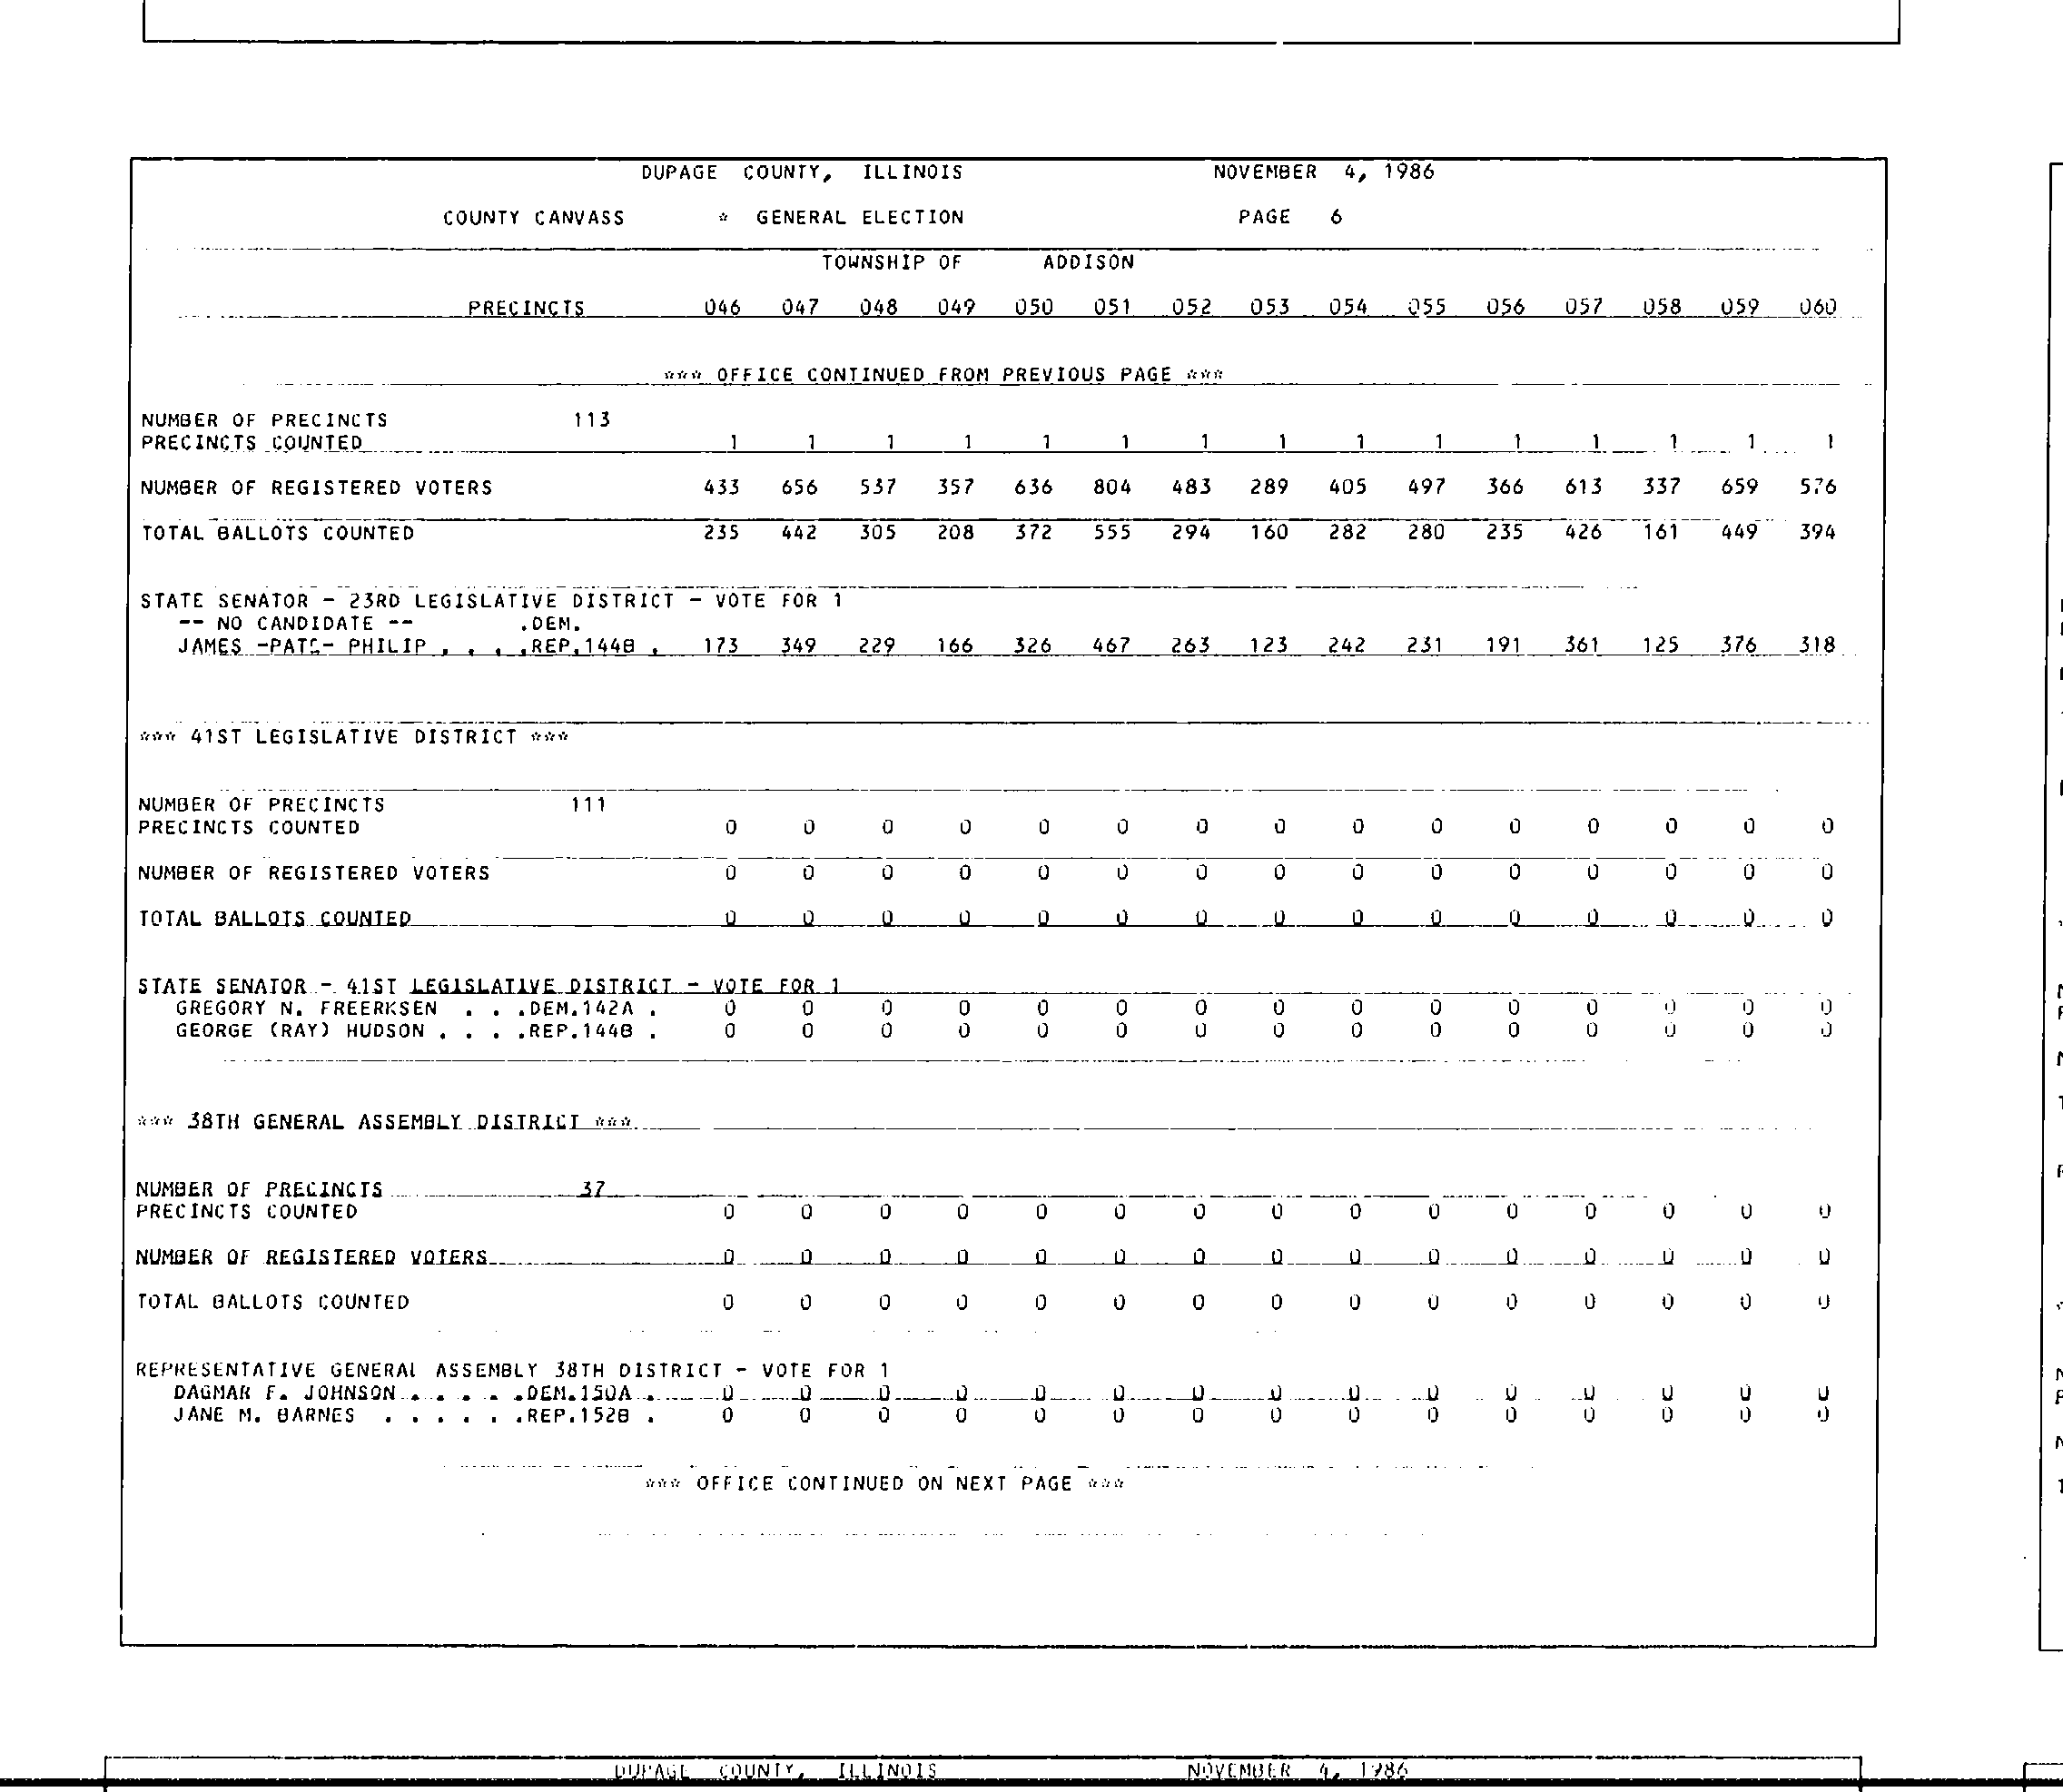 DUPAGE COUNTY, ILLINOIS NOVEMBER 4, 1986
COUNTY CANVASS * GENERAL ELECTION PAGE 6
TOWNSHIP OF ADDISON
PRECINCTS 046 047 048 049 050 051 052 053 054 055 056 057 058 059 060
*** OFFICE CONTINUED FROM PREVIOUS PAGE ***
NUMBER OF PRECINCTS 113
PRECINCTS COUNTED 1 1 1 1 1 1 1 1 1 1 1 1 1 1 1
NUMBER OF REGISTERED VOTERS 433 656 537 357 636 804 483 289 405 497 366 613 337 659 576
TOTAL BALLOTS COUNTED 235 442 305 208 372 555 294 160 282 280 235 426 161 449 394
STATE SENATOR - 23RD LEGISLATIVE DISTRICT - VOTE FOR 1
-- NO CANDIDATE -- .DEM.
JAMES -PATE- PHILIP . . . .REP.144B . 173 349 229 166 326 467 263 123 242 231 191 361 125 376 318
*** 41ST LEGISLATIVE DISTRICT ***
NUMBER OF PRECINCTS 111
PRECINCTS COUNTED 0 0 0 0 0 0 0 0 0 0 0 0 0 0 0
NUMBER OF REGISTERED VOTERS 0 0 0 0 0 0 0 0 0 0 0 0 0 0 0
TOTAL BALLOTS COUNTED 0 0 0 0 0 0 0 0 0 0 0 0 0 0 0
STATE SENATOR - 41ST LEGISLATIVE DISTRICT - VOTE FOR 1
GREGORY N. FREERKSEN . . .DEM.142A . 0 0 0 0 0 0 0 0 0 0 0 0 0 0 0
GEORGE (RAY) HUDSON . . . .REP.144B . 0 0 0 0 0 0 0 0 0 0 0 0 0 0 0
*** 38TH GENERAL ASSEMBLY DISTRICT ***
NUMBER OF PRECINCTS 37
PRECINCTS COUNTED 0 0 0 0 0 0 0 0 0 0 0 0 0 0 0
NUMBER OF REGISTERED VOTERS 0 0 0 0 0 0 0 0 0 0 0 0 0 0 0
TOTAL BALLOTS COUNTED 0 0 0 0 0 0 0 0 0 0 0 0 0 0 0
REPRESENTATIVE GENERAL ASSEMBLY 38TH DISTRICT - VOTE FOR 1
DAGMAR F. JOHNSON . . . . .DEM.150A . 0 0 0 0 0 0 0 0 0 0 0 0 0 0 0
JANE M. BARNES . . . . . .REP.152B . 0 0 0 0 0 0 0 0 0 0 0 0 0 0 0
*** OFFICE CONTINUED ON NEXT PAGE ***
DUPAGE COUNTY, ILLINOIS NOVEMBER 4, 1986